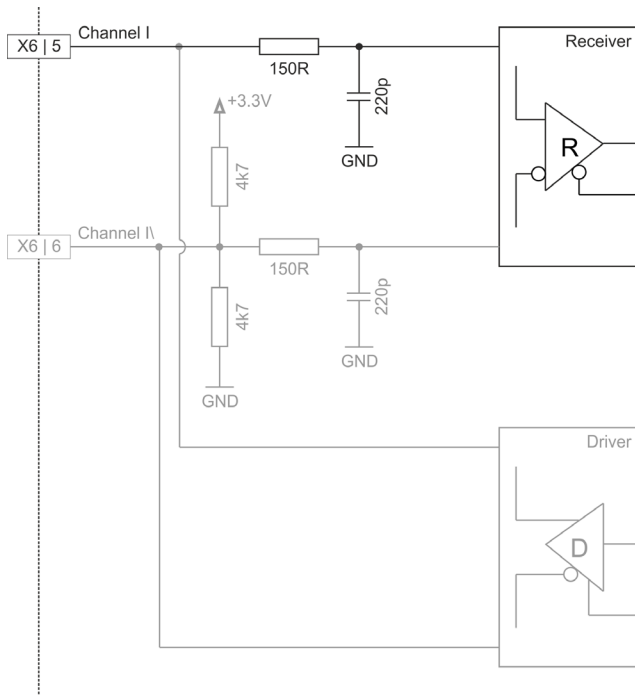 X6 | 5
Channel I
150R
220p
GND
Receiver
R
+3.3V
4k7
X6 | 6
Channel I\
150R
220p
GND
4k7
GND
Driver
D